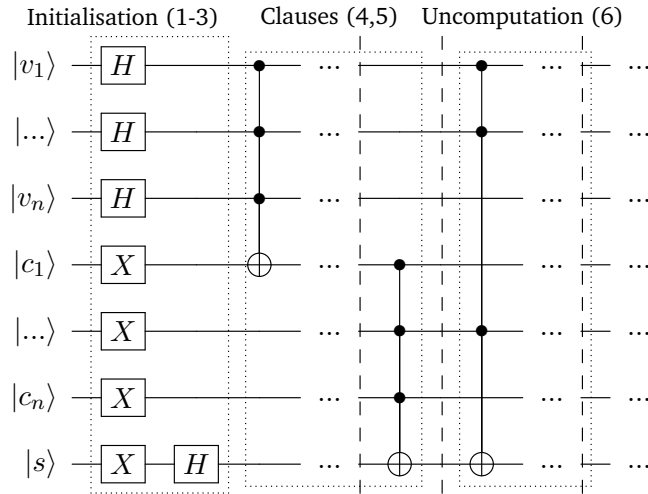 Initialisation (1-3) Clauses (4,5) Uncomputation (6)
|v₁⟩ H ... ... ...
|...⟩ H ... ... ...
|vₙ⟩ H ... ... ...
|c₁⟩ X ... ... ...
|...⟩ X ... ... ...
|cₙ⟩ X ... ... ...
|s⟩ X H ... ... ...